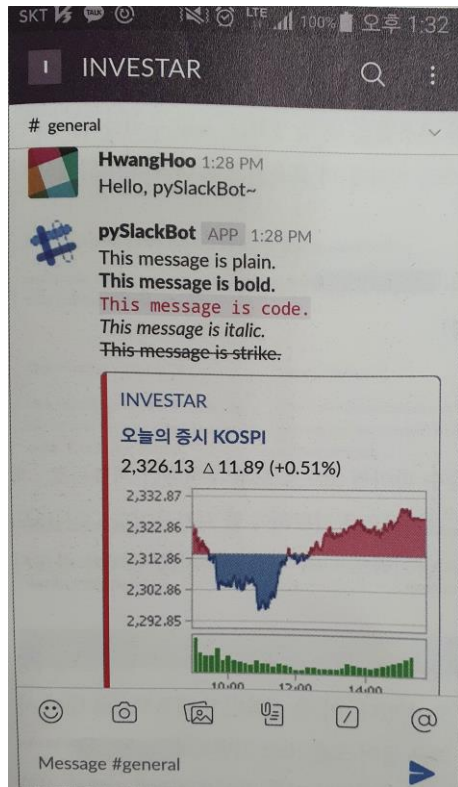 SKT TALK LTE 100% 오후 1:32
I INVESTAR
# general
HwangHoo 1:28 PM
Hello, pySlackBot~
pySlackBot APP 1:28 PM
This message is plain.
This message is bold.
This message is code.
This message is italic.
This message is strike.
INVESTAR
오늘의 증시 KOSPI
2,326.13 △11.89 (+0.51%)
2,332.87
2,322.86
2,312.86
2,302.86
2,292.85
10:00 12:00 14:00
Message #general